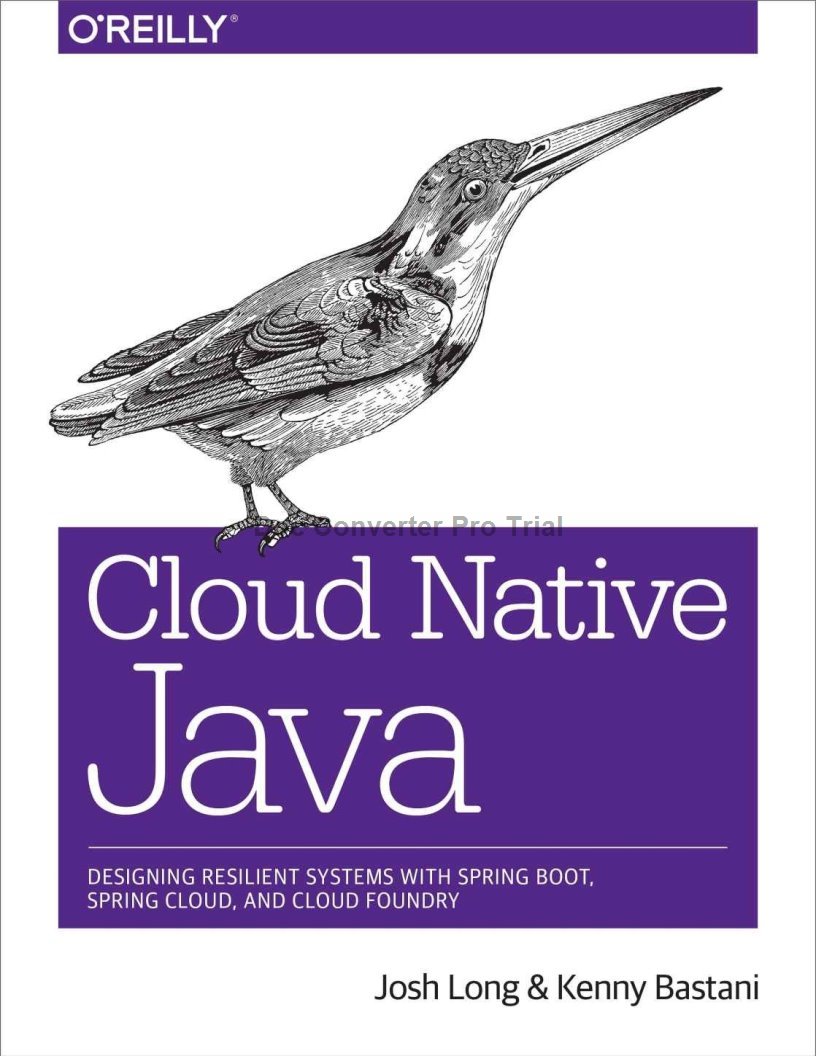 O'REILLY®
Doc Converter Pro Trial
Cloud Native
Java
DESIGNING RESILIENT SYSTEMS WITH SPRING BOOT,
SPRING CLOUD, AND CLOUD FOUNDRY
Josh Long & Kenny Bastani